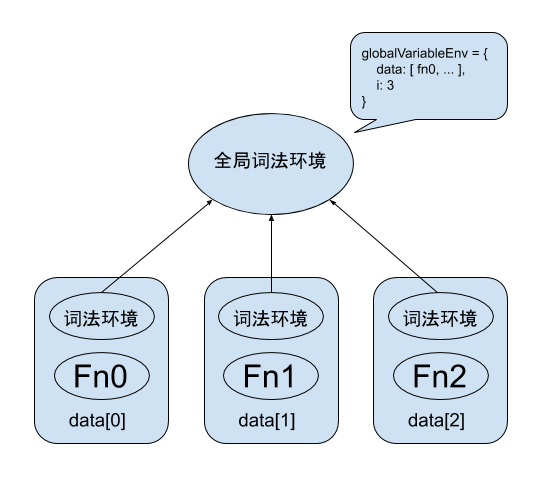 globalVariableEnv = {
data: [ fn0, ... ],
i: 3
}
全局词法环境
词法环境
词法环境
词法环境
Fn0
Fn1
Fn2
data[0]
data[1]
data[2]